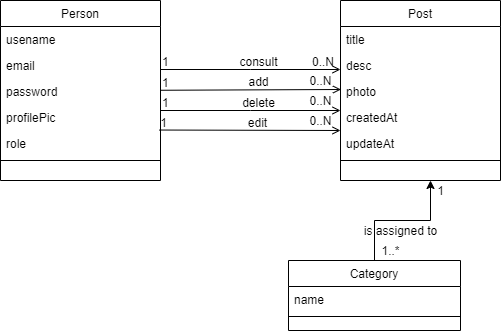 Person
usename
email
password
profilePic
role
1 consult 0..N
1 add 0..N
1 delete 0..N
1 edit 0..N
Post
title
desc
photo
createdAt
updateAt
1
is assigned to
1..*
Category
name